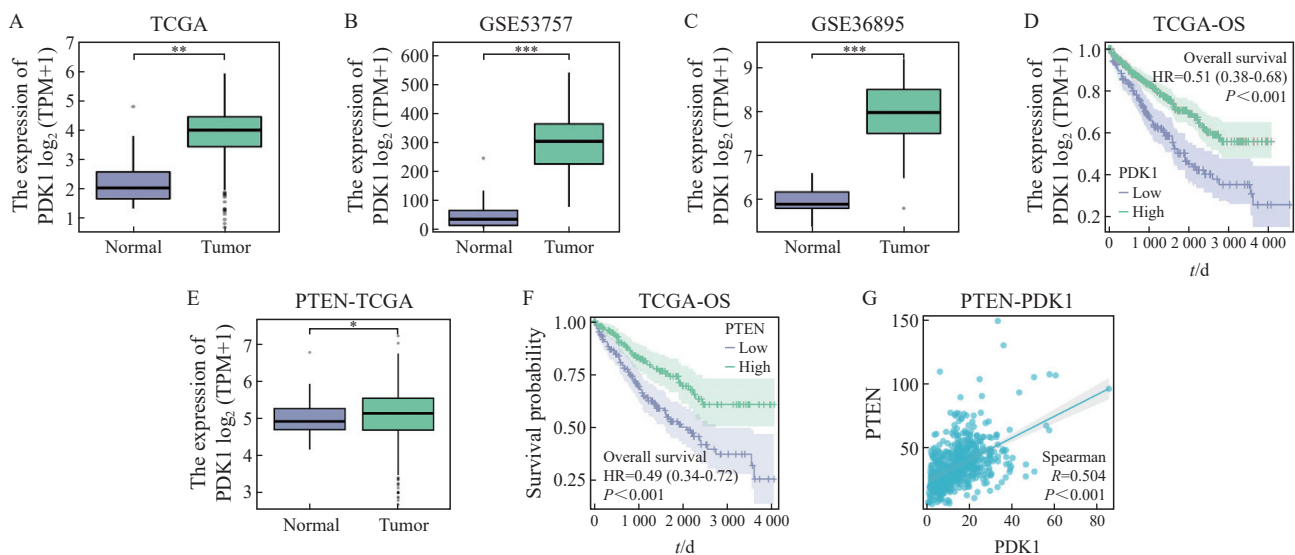 A
TCGA
The expression of
PDK1 log₂ (TPM+1)
7
6
5
4
3
2
1
**
Normal
Tumor
B
GSE53757
The expression of
PDK1 log₂ (TPM+1)
600
500
400
300
200
100
0
***
Normal
Tumor
C
GSE36895
The expression of
PDK1 log₂ (TPM+1)
9
8
7
6
***
Normal
Tumor
D
TCGA-OS
The expression of
PDK1 log₂ (TPM+1)
1.0
0.8
0.6
0.4
0.2
Overall survival
HR=0.51 (0.38-0.68)
P<0.001
PDK1
Low
High
0
1 000
2 000
3 000
4 000
t/d
E
PTEN-TCGA
The expression of
PDK1 log₂ (TPM+1)
7
6
5
4
3
*
Normal
Tumor
F
TCGA-OS
Survival probability
1.00
0.75
0.50
0.25
PTEN
Low
High
Overall survival
HR=0.49 (0.34-0.72)
P<0.001
0
1 000
2 000
3 000
4 000
t/d
G
PTEN-PDK1
PTEN
150
100
50
0
Spearman
R=0.504
P<0.001
0
20
40
60
80
PDK1